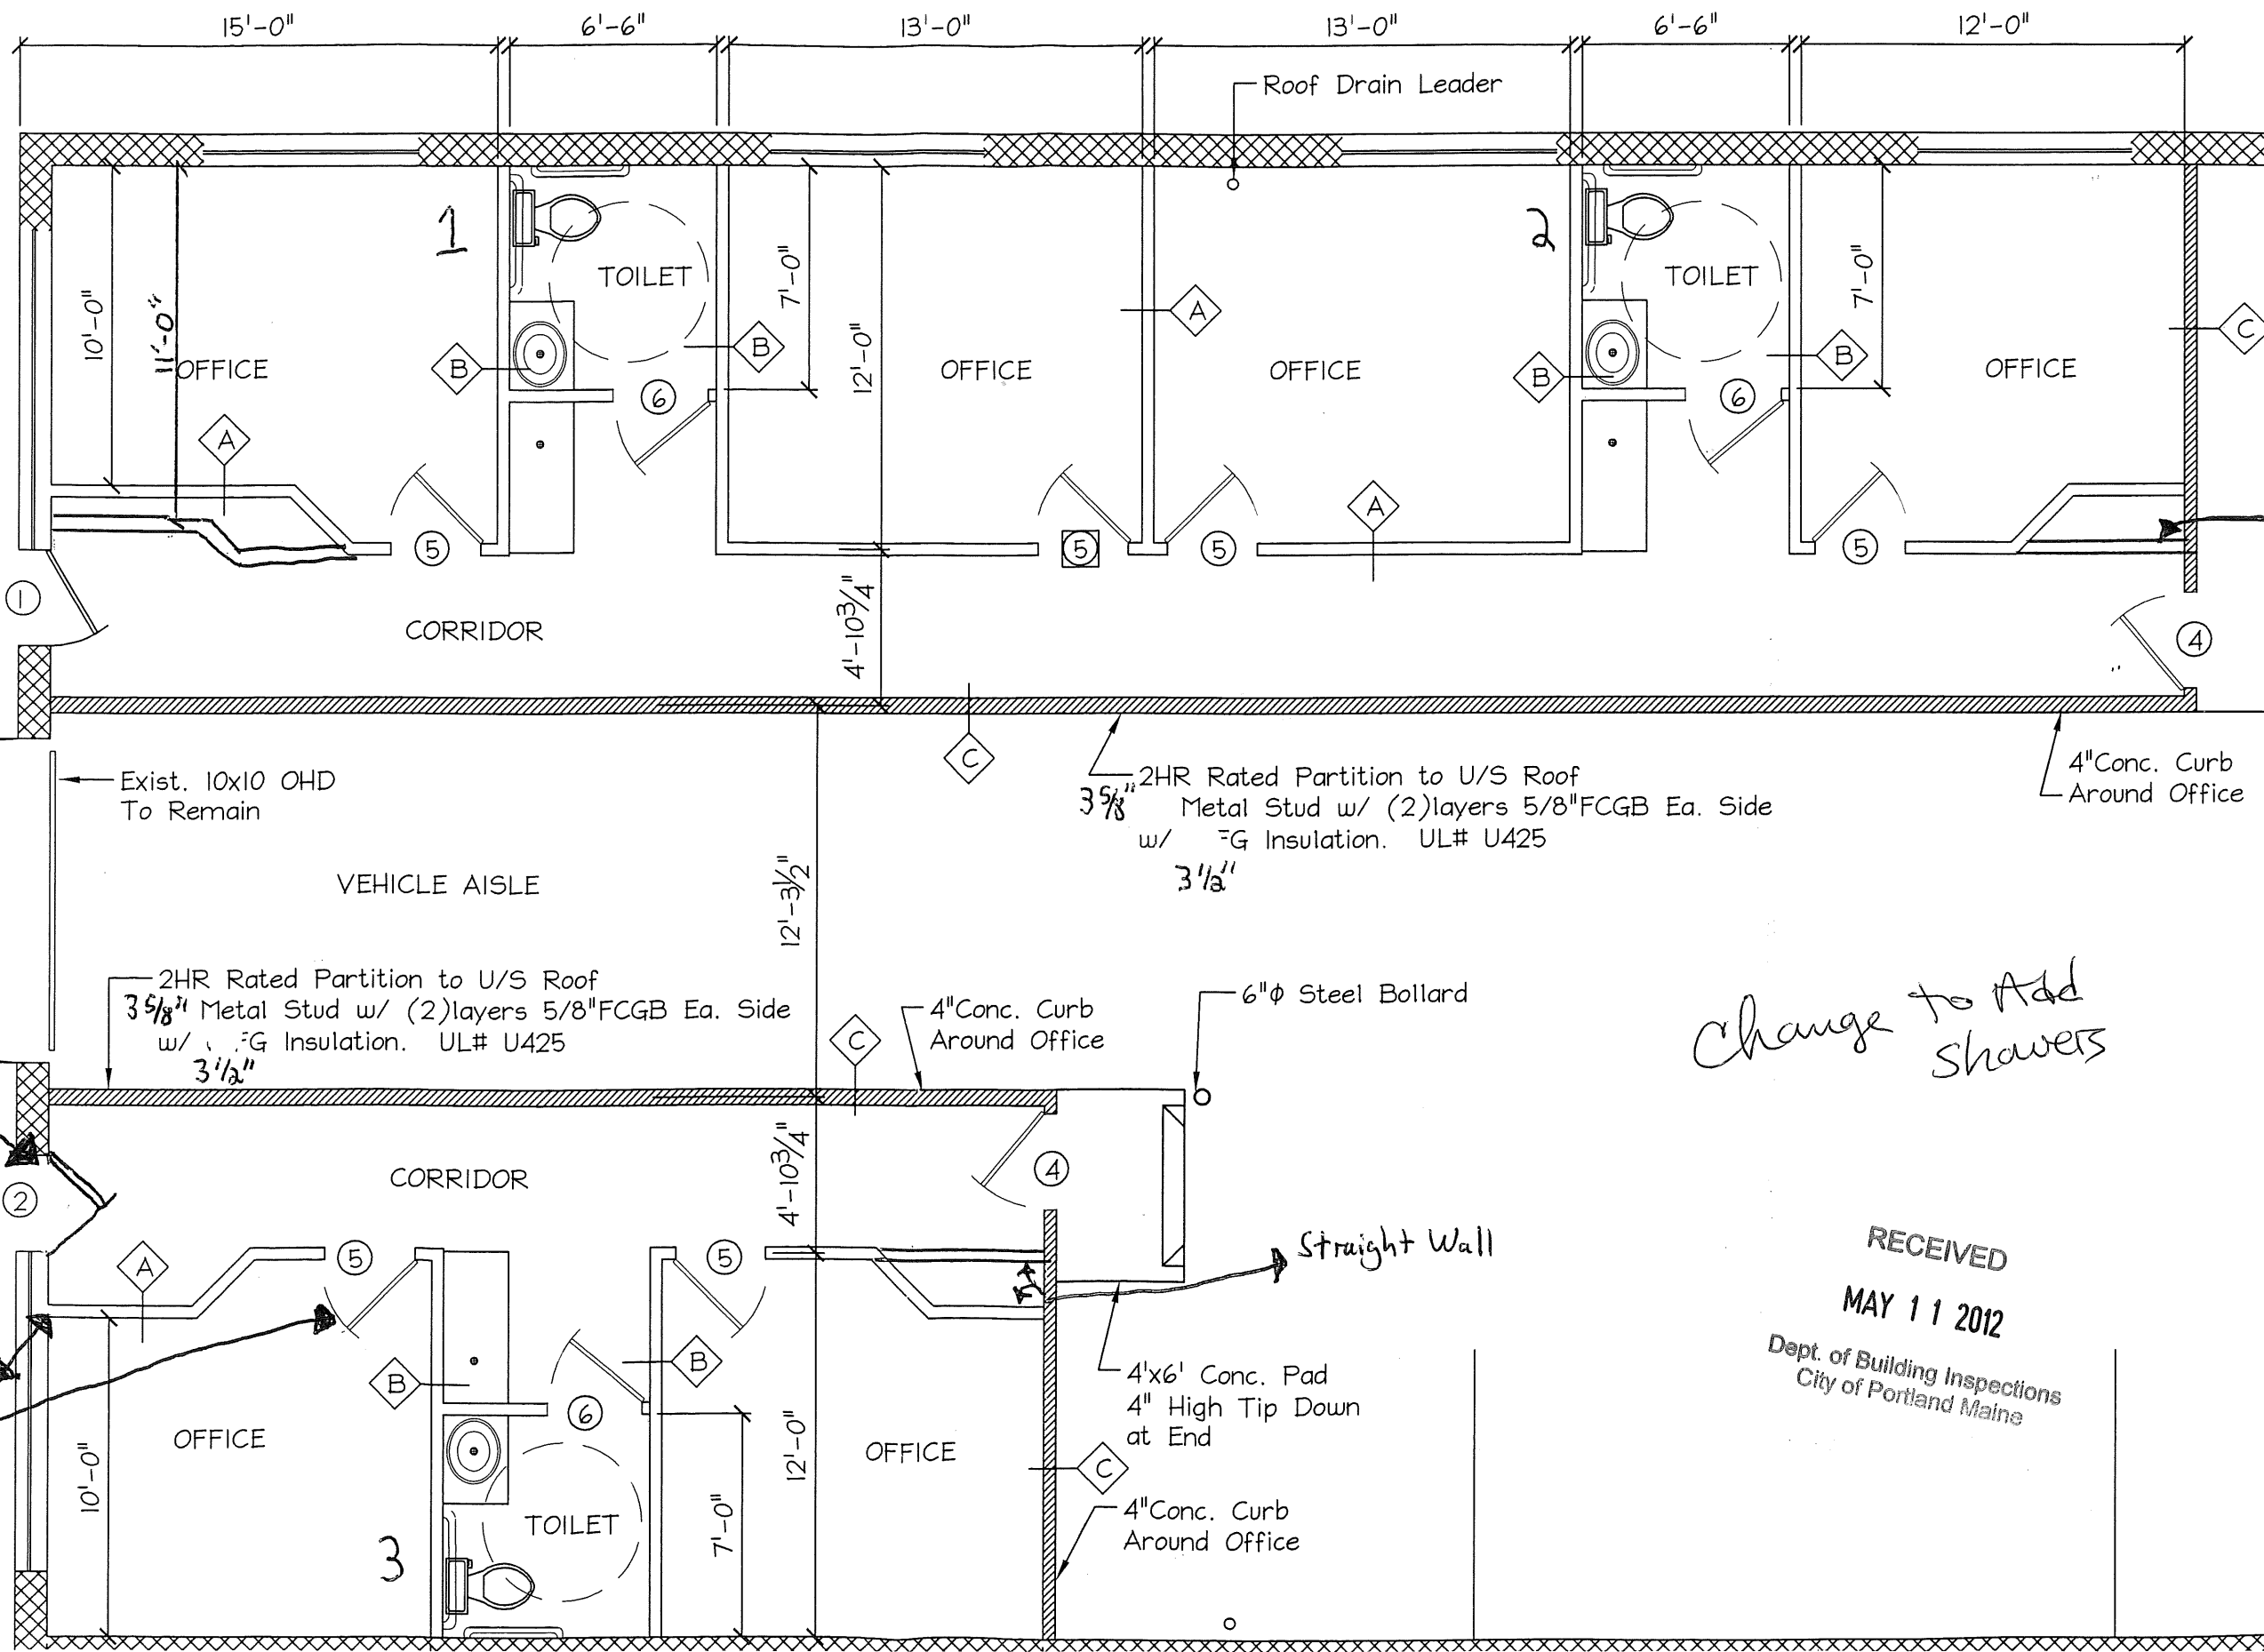 15'-0" 6'-6" 13'-0" 13'-0" 6'-6" 12'-0"
Roof Drain Leader
1
2
TOILET
TOILET
10'-0"
11'-0"
7'-0"
12'-0"
7'-0"
A
C
B
B
B
B
OFFICE
OFFICE
OFFICE
OFFICE
6
6
A
A
5
5
5
5
1
CORRIDOR
4'-10 3/4"
4
C
Exist. 10x10 OHD
To Remain
2HR Rated Partition to U/S Roof
3 5/8" Metal Stud w/ (2)layers 5/8"FCGB Ea. Side
w/ FG Insulation. UL# U425
3 1/2"
4"Conc. Curb
Around Office
VEHICLE AISLE
12'-3 1/2"
2HR Rated Partition to U/S Roof
3 5/8" Metal Stud w/ (2)layers 5/8"FCGB Ea. Side
w/ FG Insulation. UL# U425
3 1/2"
4"Conc. Curb
Around Office
C
6"Φ Steel Bollard
Change to Add
Showers
CORRIDOR
4'-10 3/4"
4
2
A
5
5
Straight Wall
RECEIVED
MAY 1 1 2012
Dept. of Building Inspections
City of Portland Maine
B
B
6
4'x6' Conc. Pad
4" High Tip Down
at End
10'-0"
OFFICE
12'-0"
OFFICE
C
3
TOILET
7'-0"
4"Conc. Curb
Around Office